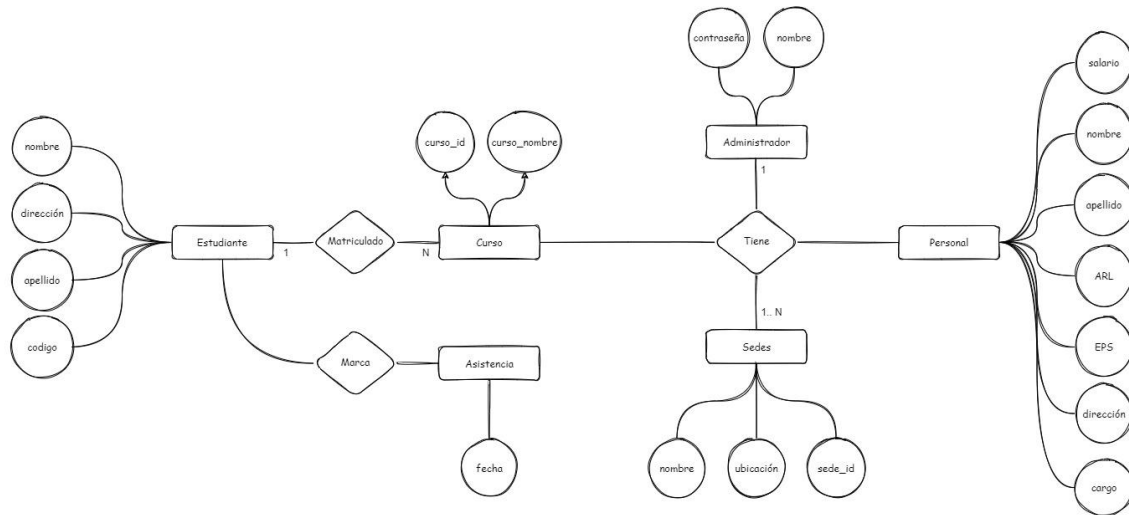 contraseña
nombre
salario
nombre
curso_id
curso_nombre
Administrador
nombre
1
apellido
dirección
Estudiante
1
Matriculado
N
Curso
Tiene
Personal
ARL
apellido
1.. N
codigo
Marca
Asistencia
Sedes
EPS
dirección
fecha
nombre
ubicación
sede_id
cargo